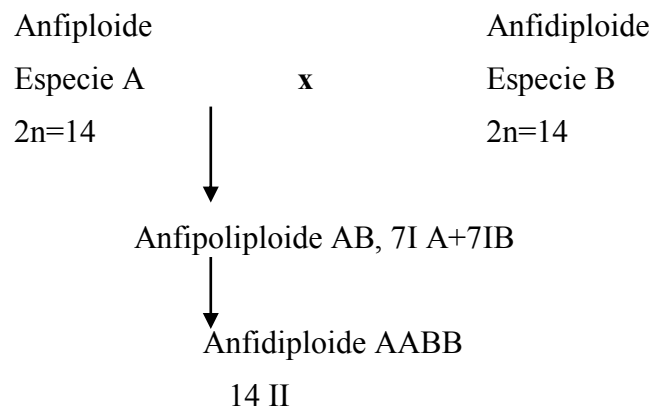 Anfiploide Anfidiploide
Especie A x Especie B
2n=14 2n=14
Anfipoliploide AB, 7I A+7IB
Anfidiploide AABB
14 II